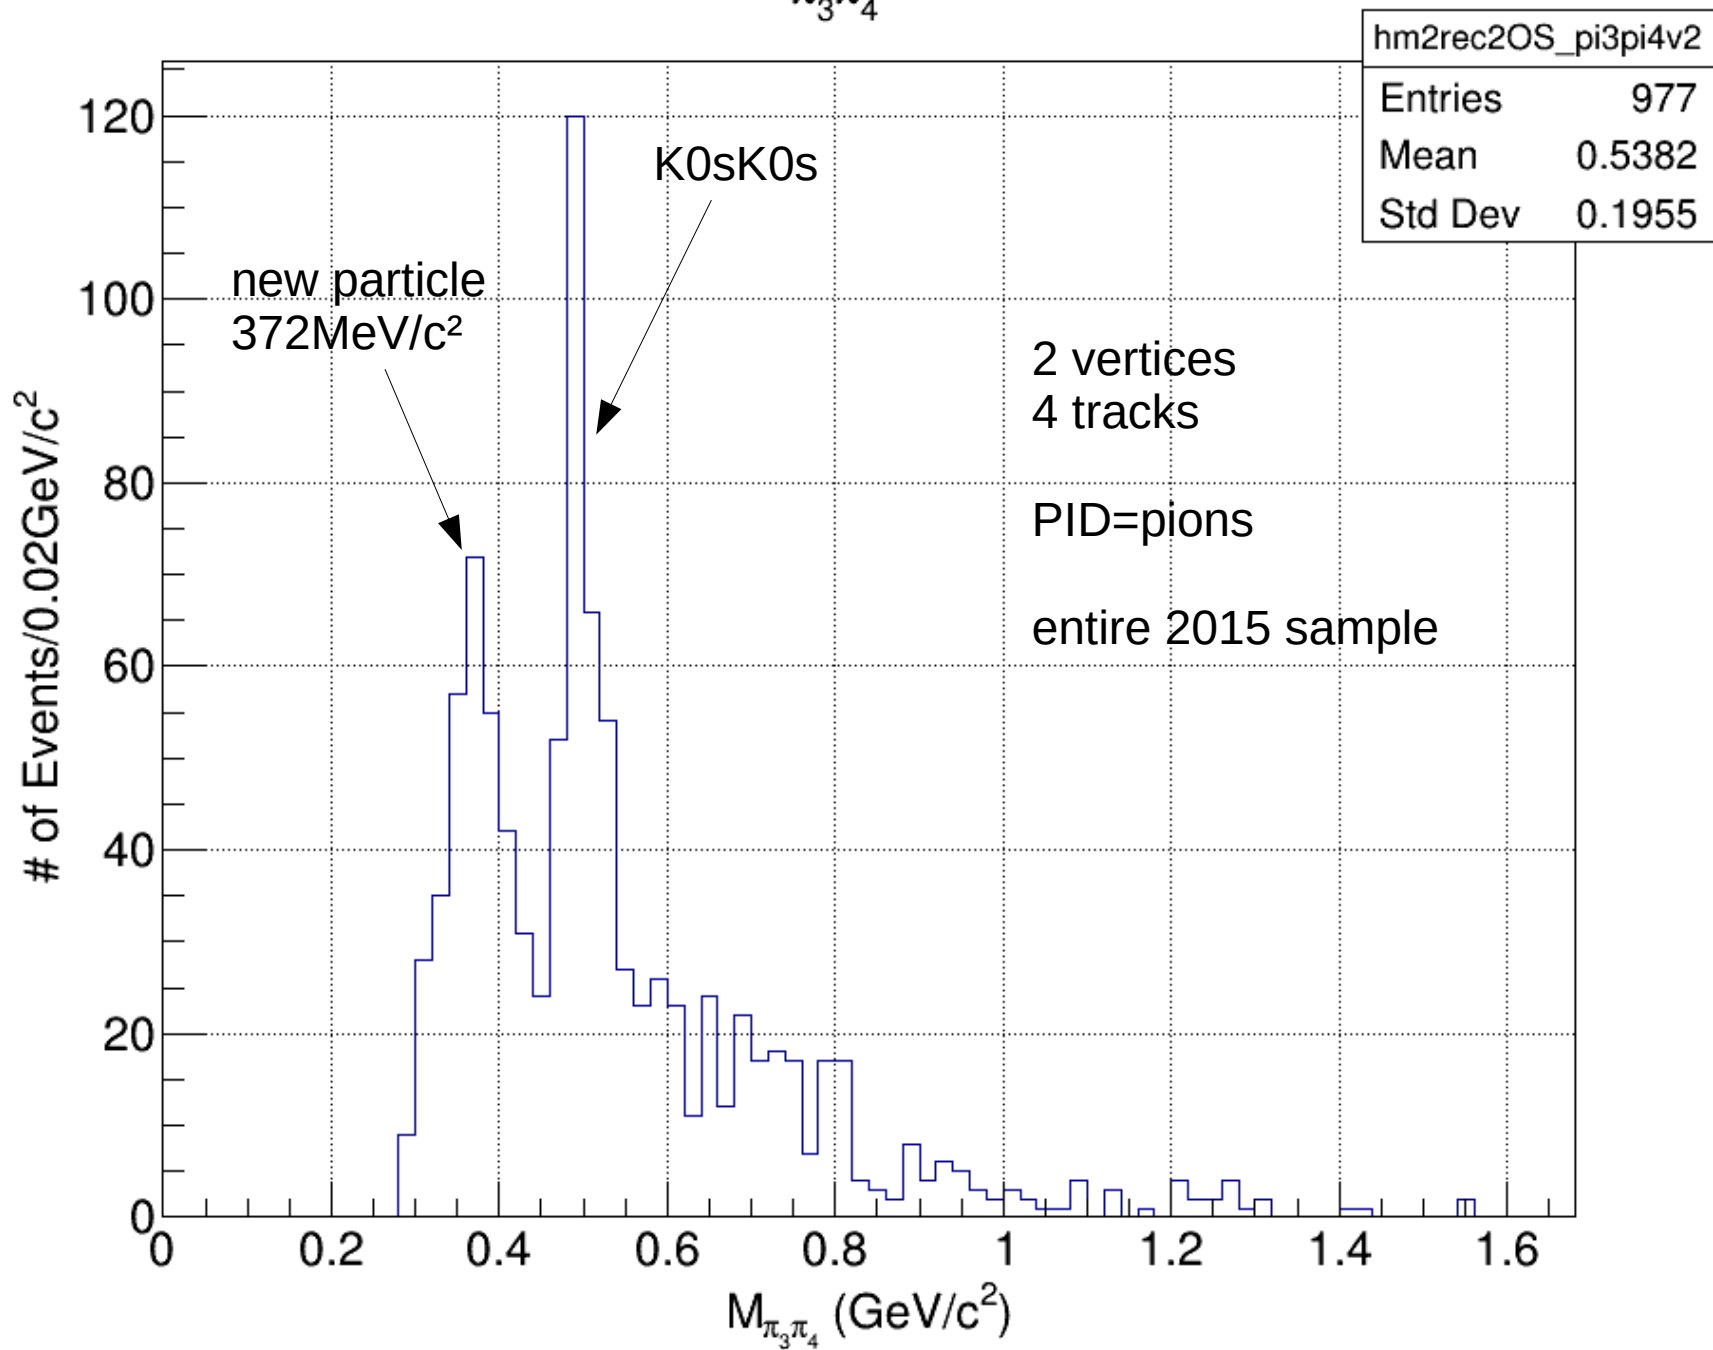 π3π4
hm2rec2OS_pi3pi4v2
Entries 977
Mean 0.5382
Std Dev 0.1955
120
100
80
60
40
20
0
# of Events/0.02GeV/c²
K0sK0s
new particle
372MeV/c²
2 vertices
4 tracks
PID=pions
entire 2015 sample
0 0.2 0.4 0.6 0.8 1 1.2 1.4 1.6
Mπ3π4 (GeV/c²)